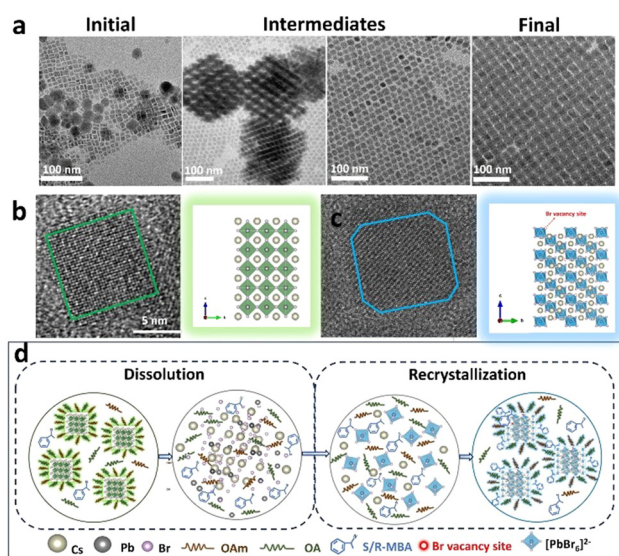 Initial Intermediates Final
a
100 nm 100 nm 100 nm 100 nm
b c
Br vacancy site
5 nm
d
Dissolution Recrystallization
Cs Pb Br OAm OA S/R-MBA Br vacancy site [PbBr6]2-